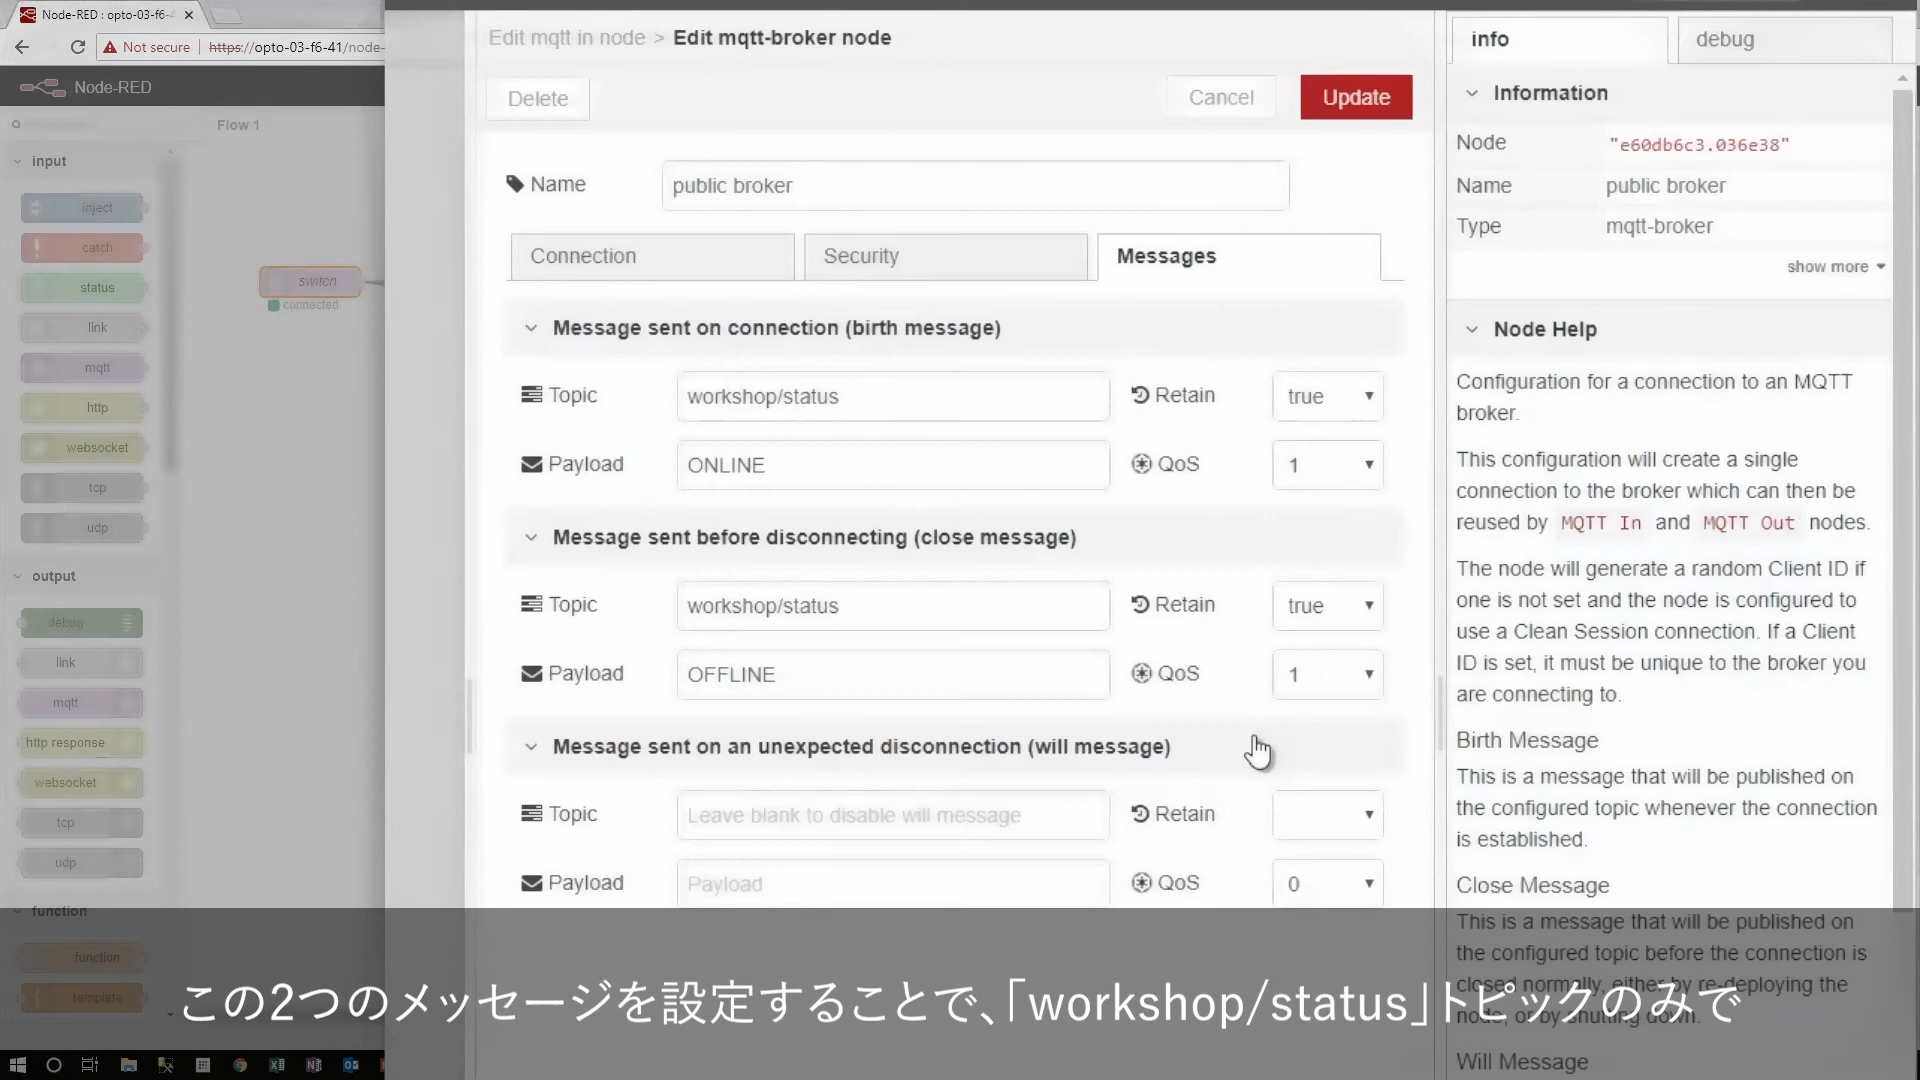 Node-RED : opto-03-f6-4
Not secure https://opto-03-f6-41/node-
Node-RED
Flow 1
input
inject
catch
status
link
mqtt
http
websocket
tcp
udp
output
debug
link
mqtt
http response
websocket
tcp
udp
function
function
template
switch
connected
Edit mqtt in node > Edit mqtt-broker node
Delete
Cancel
Update
Name
public broker
Connection
Security
Messages
Message sent on connection (birth message)
Topic
workshop/status
Retain
true
Payload
ONLINE
QoS
1
Message sent before disconnecting (close message)
Topic
workshop/status
Retain
true
Payload
OFFLINE
QoS
1
Message sent on an unexpected disconnection (will message)
Topic
Leave blank to disable will message
Retain
Payload
Payload
QoS
0
info
debug
Information
Node "e60db6c3.036e38"
Name public broker
Type mqtt-broker
show more
Node Help
Configuration for a connection to an MQTT
broker.
This configuration will create a single
connection to the broker which can then be
reused by MQTT In and MQTT Out nodes.
The node will generate a random Client ID if
one is not set and the node is configured to
use a Clean Session connection. If a Client
ID is set, it must be unique to the broker you
are connecting to.
Birth Message
This is a message that will be published on
the configured topic whenever the connection
is established.
Close Message
This is a message that will be published on
the configured topic before the connection is
closed normally, either by re-deploying the
node, or by shutting down.
Will Message
この2つのメッセージを設定することで、「workshop/status」トピックのみで